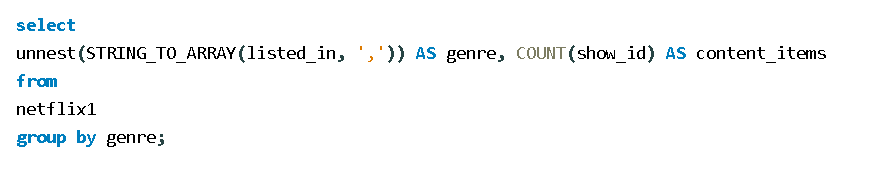 select
unnest(STRING_TO_ARRAY(listed_in, ',')) AS genre, COUNT(show_id) AS content_items
from
netflix1
group by genre;